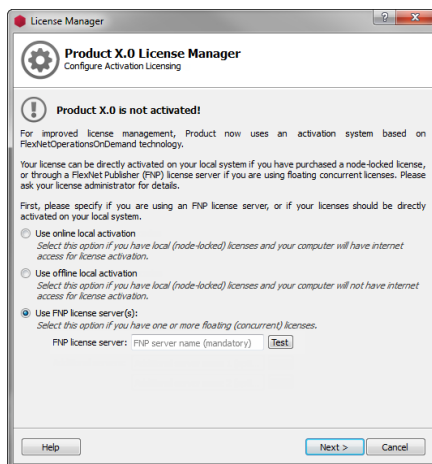 License Manager
?
X
Product X.0 License Manager
Configure Activation Licensing
Product X.0 is not activated!
For improved license management, Product now uses an activation system based on
FlexNetOperationsOnDemand technology.
Your license can be directly activated on your local system if you have purchased a node-locked license,
or through a FlexNet Publisher (FNP) license server if you are using floating concurrent licenses. Please
ask your license administrator for details.
First, please specify if you are using an FNP license server, or if your licenses should be directly
activated on your local system.
Use online local activation
Select this option if you have local (node-locked) licenses and your computer will have internet
access for license activation.
Use offline local activation
Select this option if you have local (node-locked) licenses and your computer will not have internet
access for license activation.
Use FNP license server(s):
Select this option if you have one or more floating (concurrent) licenses.
FNP license server: FNP server name (mandatory) Test
Help Next > Cancel